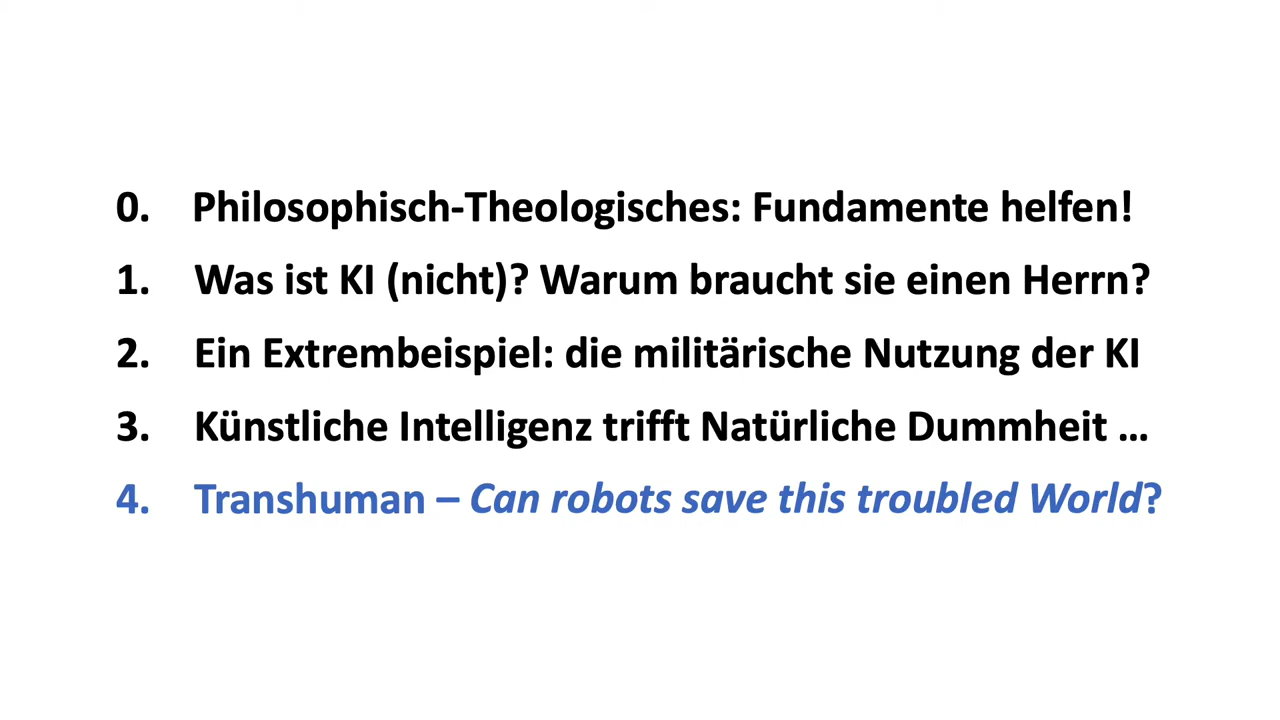 0. Philosophisch-Theologisches: Fundamente helfen!
1. Was ist KI (nicht)? Warum braucht sie einen Herrn?
2. Ein Extrembeispiel: die militärische Nutzung der KI
3. Künstliche Intelligenz trifft Natürliche Dummheit ...
4. Transhuman – Can robots save this troubled World?